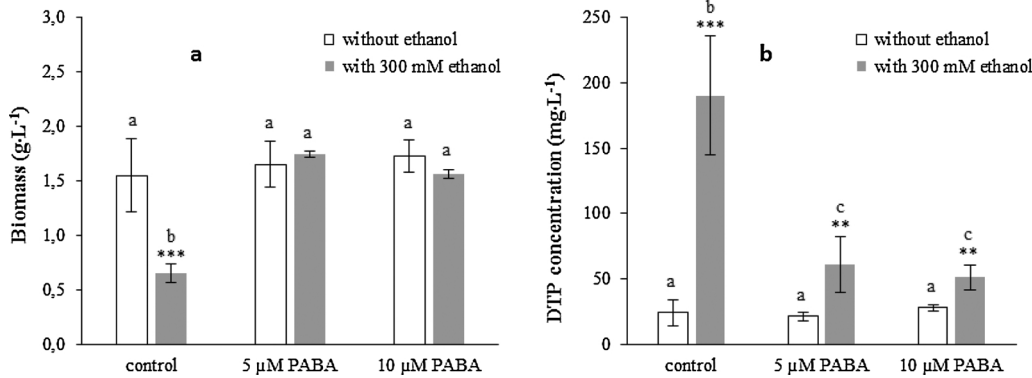 Biomass (g·L⁻¹)
3,0
2,5
2,0
1,5
1,0
0,5
0,0
a
without ethanol
with 300 mM ethanol
a
b
***
a
a
a
a
control
5 µM PABA
10 µM PABA
DTP concentration (mg·L⁻¹)
250
200
150
100
50
0
b
without ethanol
with 300 mM ethanol
a
b
***
a
c
**
a
c
**
control
5 µM PABA
10 µM PABA